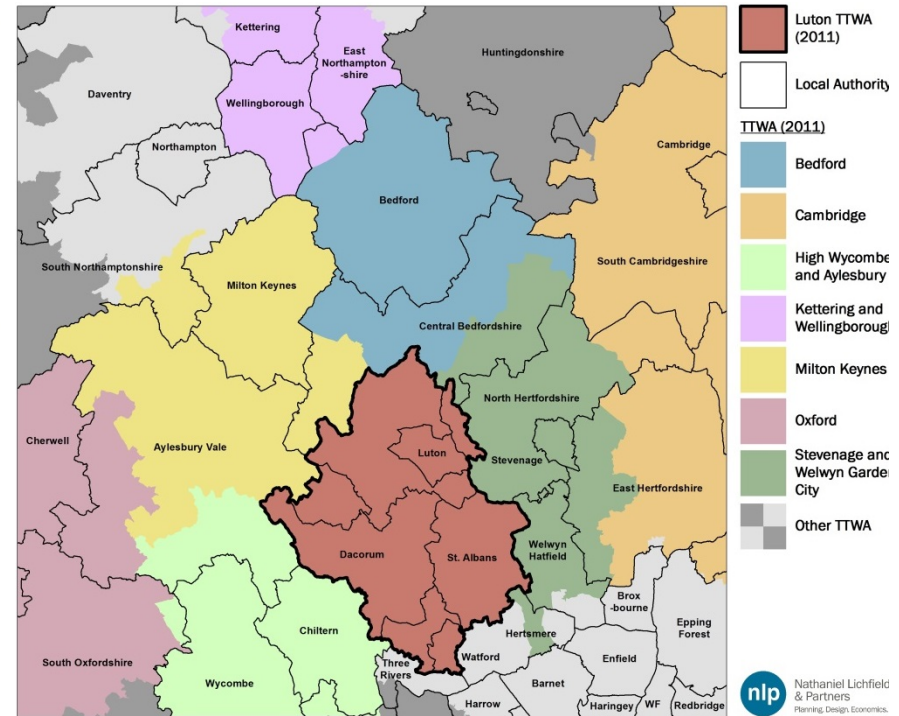 Kettering
East
Northampton
-shire
Huntingdonshire
Daventry
Wellingborough
Northampton
Cambridge
Bedford
South Northamptonshire
Milton Keynes
South Cambridgeshire
Central Bedfordshire
North Hertfordshire
Cherwell
Aylesbury Vale
Luton
Stevenage
East Hertfordshire
Dacorum
St. Albans
Welwyn
Hatfield
Brox
-bourne
Epping
Forest
Chiltern
Hertsmere
South Oxfordshire
Three
Rivers
Watford
Enfield
Wycombe
Barnet
Harrow
Haringey
WF
Redbridge
Luton TTWA
(2011)
Local Authority
TTWA (2011)
Bedford
Cambridge
High Wycombe
and Aylesbury
Kettering and
Wellingborough
Milton Keynes
Oxford
Stevenage and
Welwyn Garden
City
Other TTWA
nlp
Nathaniel Lichfield
& Partners
Planning. Design. Economics.